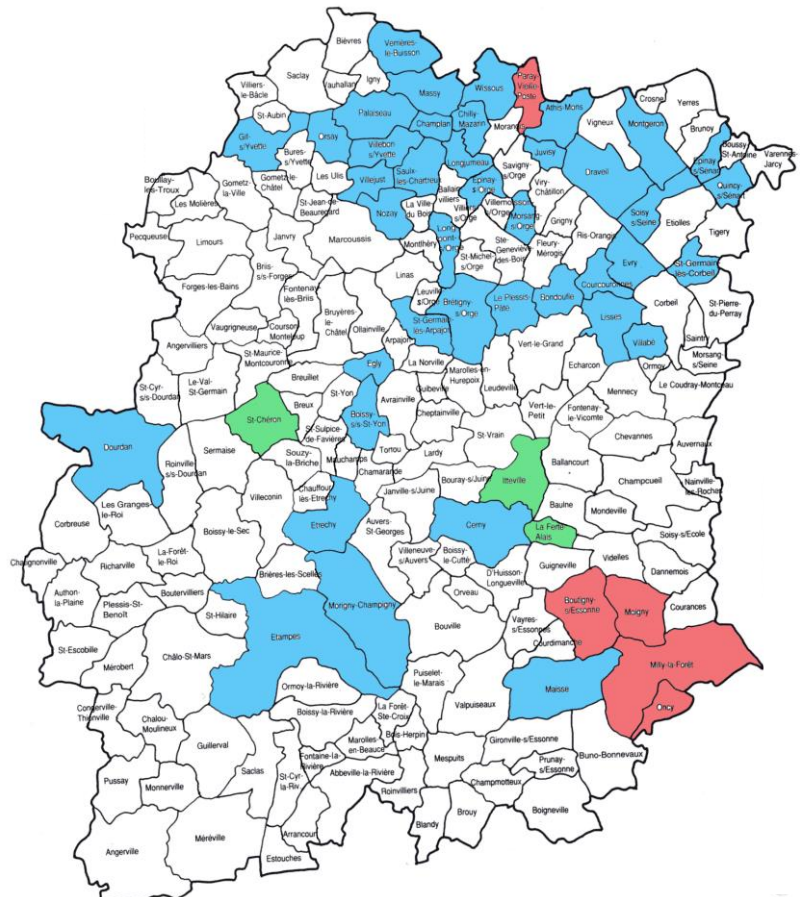 Bièvres
Verrières-
le-Buisson
Saclay
Igny
Vauhallan
Villiers-
le-Bâcle
Massy
Wissous
Paray-
Vieille-
Poste
Athis-Mons
Crosne
Yerres
St-Aubin
Palaiseau
Champlan
Chilly-
Mazarin
Morangis
Vigneux
Montgeron
Brunoy
Boussy-
St-Antoine
Varennes-
Jarcy
Gif-
s/Yvette
Orsay
Villebon
s/Yvette
Bures-
s/Yvette
Longjumeau
Savigny-
s/Orge
Juvisy
Draveil
Epinay-
s/Sénart
Quincy-
s/Sénart
Boullay-
les-Troux
Gometz-
la-Ville
Gometz-le-
Châtel
Les Ulis
Villejust
Saulx-
les-Chartreux
Ballain-
villiers
Epinay-
s/Orge
Viry-
Châtillon
Les Molières
St-Jean-de-
Beauregard
Nozay
La Ville-
du Bois
Villiers-
s/Orge
Villemoisson-
s/Orge
Morsang-
s/Orge
Grigny
Soisy-
s/Seine
Etiolles
Tigery
Pecqueuse
Limours
Janvry
Marcoussis
Montlhéry
Long-
pont-
s/Orge
St-Michel-
s/Orge
Ste-
Geneviève-
des-Bois
Fleury-
Mérogis
Ris-Orangis
Evry
St-Germain
lès-Corbeil
Briis-
s/s-Forges
Linas
Courcouronnes
Forges-les-Bains
Fontenay-
lès-Briis
Leuville-
s/Orge
Brétigny-
s/Orge
Le Plessis-
Pâté
Bondoufle
Corbeil
St-Pierre-
du-Perray
Vaugrigneuse
Courson-
Monteloup
Bruyères-
le-
Châtel
Ollainville
St-Germain-
lès-Arpajon
Lisses
Villabé
Saintry
Morsang-
s/Seine
Angervilliers
St-Maurice-
Montcouronne
Arpajon
Vert-le-Grand
Echarcon
Ormoy
St-Cyr-
s/s-Dourdan
Le-Val-
St-Germain
Breuillet
Egly
La Norville
Marolles-en-
Hurepoix
Guibeville
Leudeville
Mennecy
Le Coudray-Montceau
St-Chéron
Breux
St-Yon
Boissy-
s/s-St-Yon
Avrainville
Cheptainville
Vert-le-
Petit
Fontenay-
le-Vicomte
Dourdan
Roinville
s/s-Dourdan
Sermaise
St-Sulpice-
de-Favières
Souzy-
la-Briche
Mauchamps
Tortou
Chamarande
Lardy
St-Vrain
Itteville
Ballancourt
Chevannes
Auvernaux
Chauffour-
lès-Etrechy
Janville-s/Juine
Bouray-s/Juine
Champcueil
Nainville-
les-Roches
Corbreuse
Les Granges-
le-Roi
Villeconin
Etrechy
Auvers-
St-Georges
Cerny
La Ferté-
Alais
Baulne
Mondeville
Boissy-le-Sec
Soisy-s/Ecole
Chatignonville
Richarville
La-Forêt-
le-Roi
Brières-les-Scellés
Villeneuve-
s/Auvers
Boissy-
le-Cutté
D'Huisson-
Longueville
Guigneville
Videlles
Dannemois
Authon-
la-Plaine
Plessis-St-
Benoît
Boutervilliers
St-Hilaire
Morigny-Champigny
Orveau
Boutigny-
s/Essonne
Moigny
Courances
St-Escobille
Mérobert
Châlo-St-Mars
Etampes
Bouville
Vayres-
s/Essonnes
Courdimanche
Milly-la-Forêt
Oncy
Congerville-
Thionville
Chalou-
Moulineux
Ormoy-la-Rivière
Puiselet-
le-Marais
Valpuiseaux
Maisse
Boissy-la-Rivière
La Forêt-
Ste-Croix
Guillerval
Marolles-
en-Beauce
Bois-Herpin
Gironville-s/Essonne
Buno-Bonnevaux
Pussay
Monnerville
Saclas
St-Cyr-
la-Riv.
Fontaine-la-
Rivière
Abbeville-la-Rivière
Mespuits
Prunay-
s/Essonne
Champmotteux
Roinvilliers
Boigneville
Angerville
Méréville
Arrancour
Estouches
Blandy
Brouy